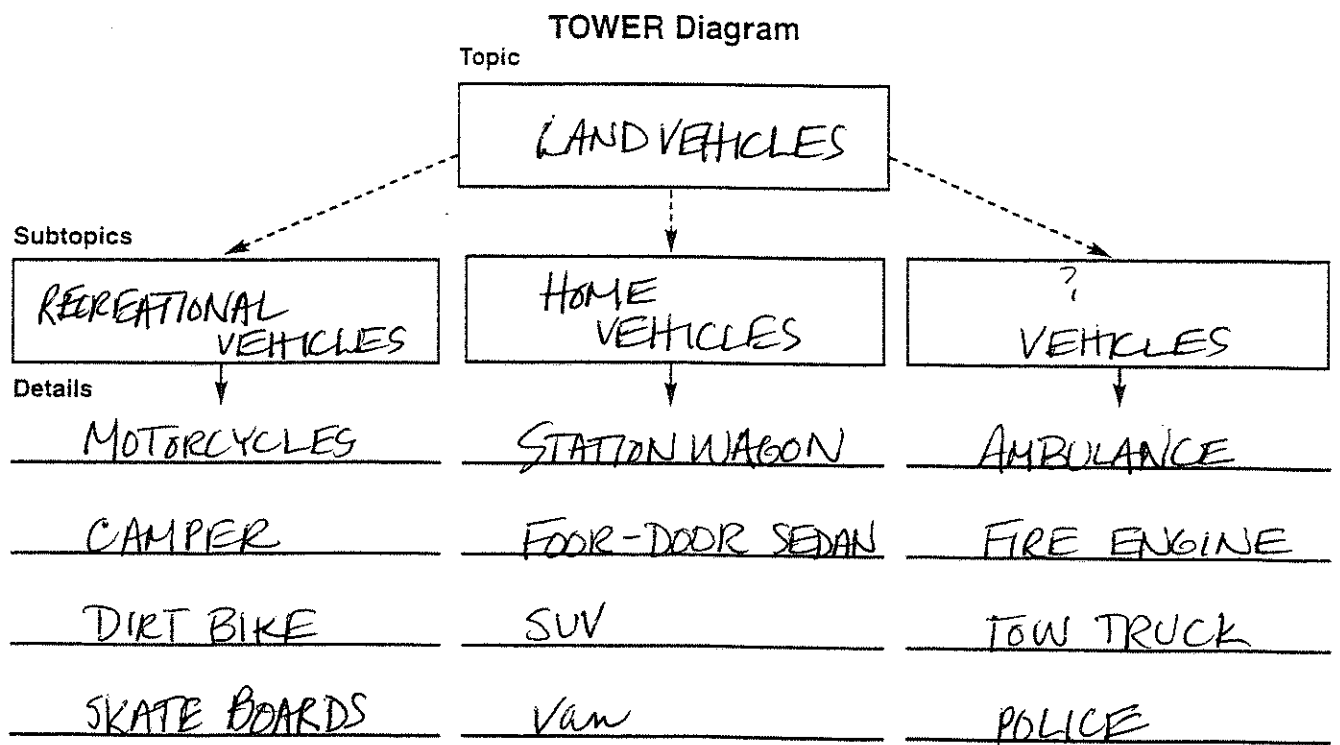 TOWER Diagram
Topic
LAND VEHICLES
Subtopics
RECREATIONAL
VEHICLES
HOME
VEHICLES
?
VEHICLES
Details
MOTORCYCLES
STATION WAGON
AMBULANCE
CAMPER
FOOR-DOOR SEDAN
FIRE ENGINE
DIRT BIKE
SUV
TOW TRUCK
SKATE BOARDS
Van
POLICE